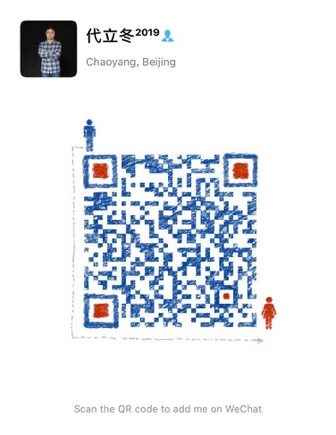 代立冬²⁰¹⁹
Chaoyang, Beijing
Scan the QR code to add me on WeChat